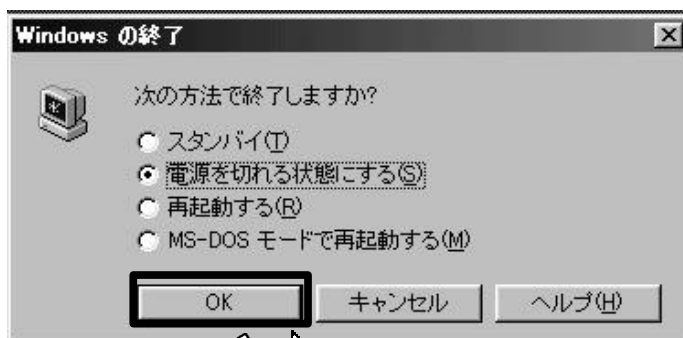 Windows の終了
次の方法で終了しますか?
スタンバイ(T)
電源を切れる状態にする(S)
再起動する(R)
MS-DOS モードで再起動する(M)
OK キャンセル ヘルプ(H)